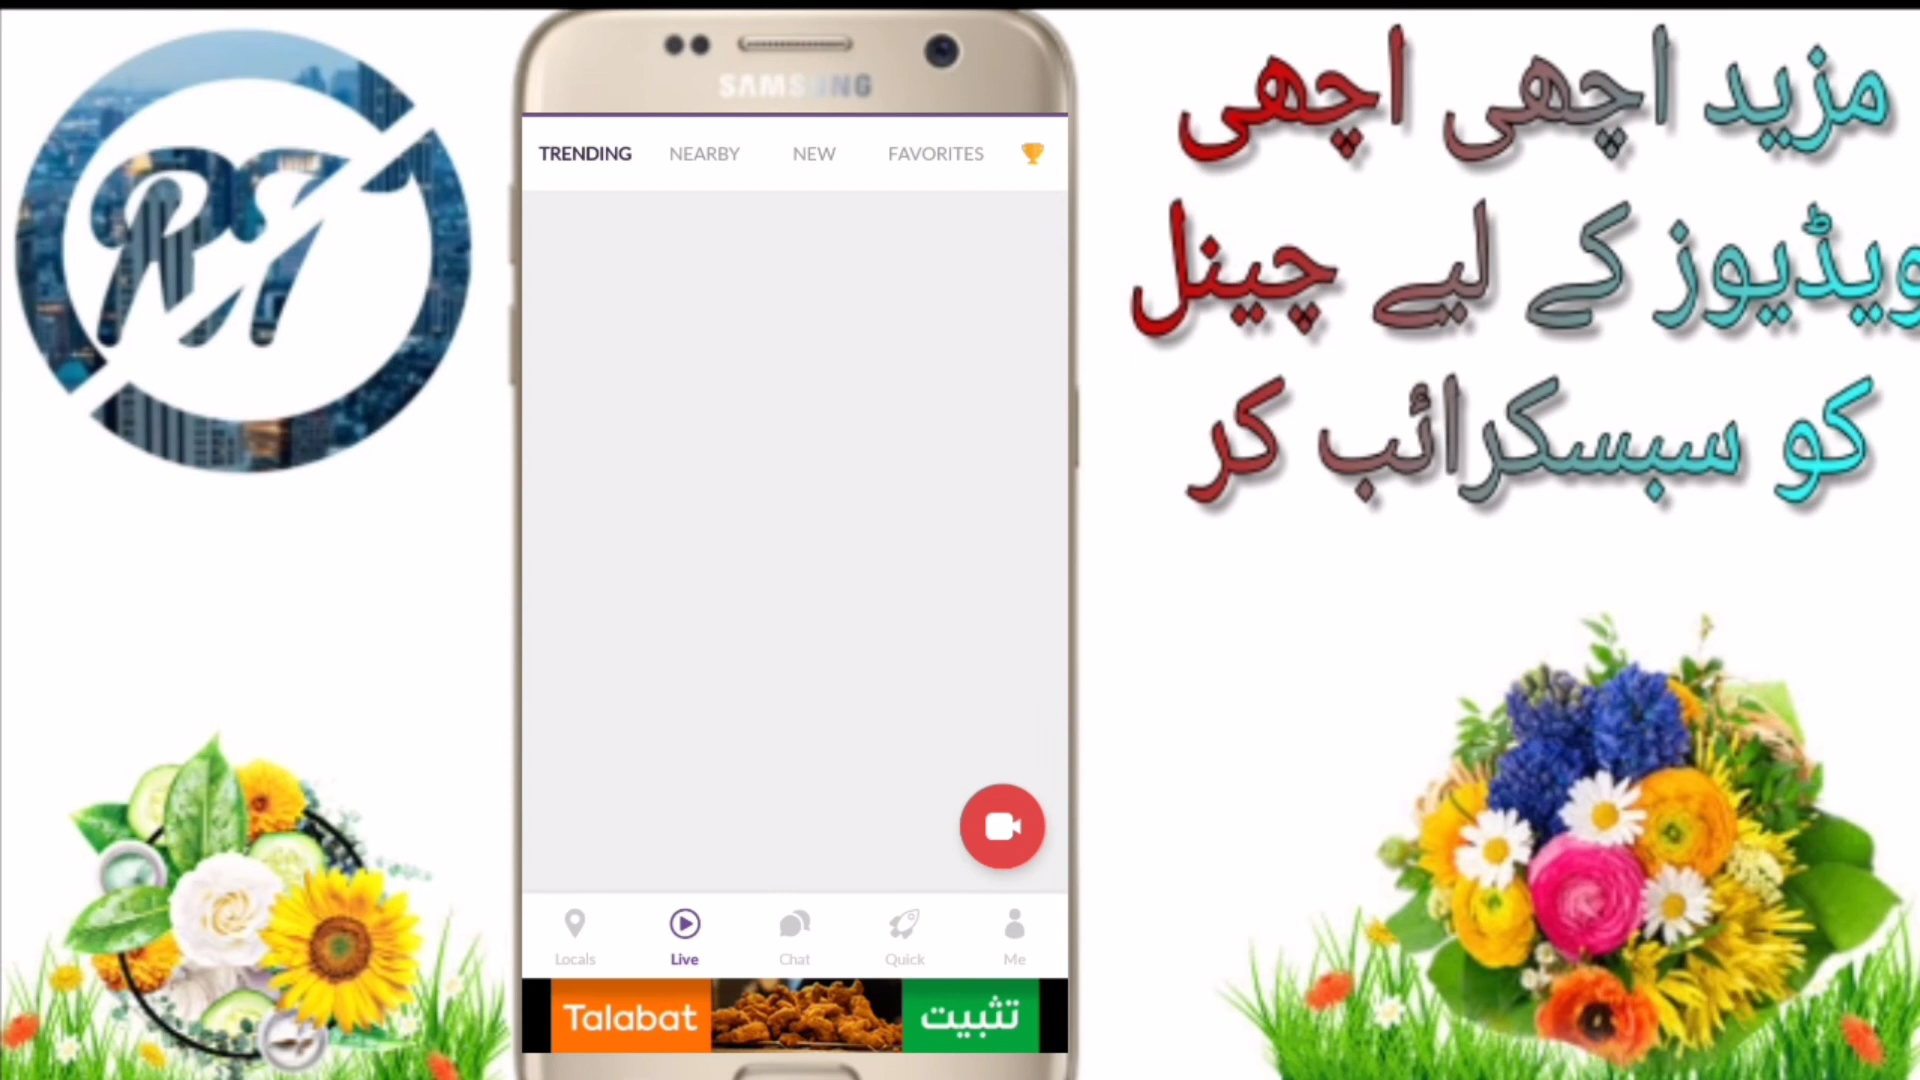 مزید اچھی اچھی
ویڈیوز کے لیے چینل
کو سبسکرائب کر
RT
SAMSUNG
TRENDING NEARBY NEW FAVORITES
Locals Live Chat Quick Me
Talabat تثبيت